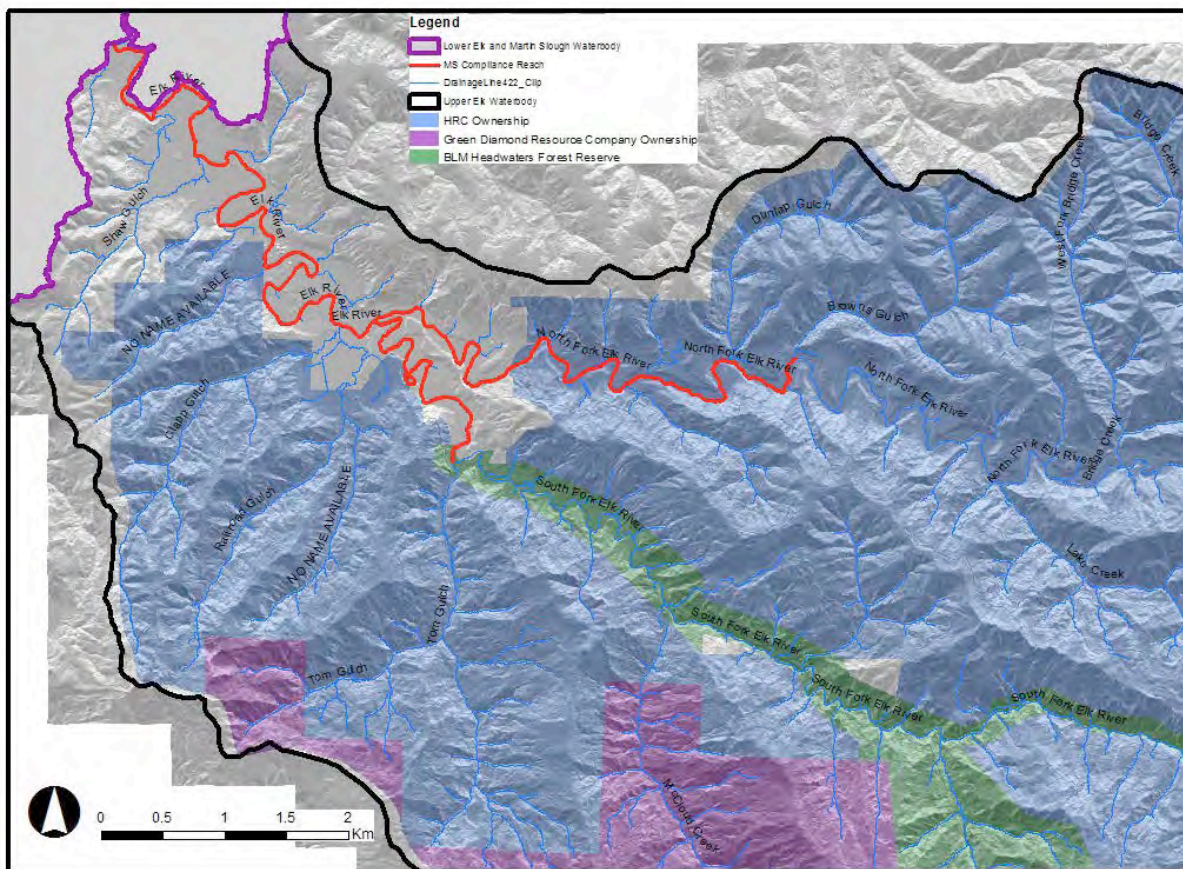 Legend
Lower Elk and Martin Slough Waterbody
MS Compliance Reach
DrainageLine422_Clip
Upper Elk Waterbody
HRC Ownership
Green Diamond Resource Company Ownership
BLM Headwaters Forest Reserve
Elk River
Bridge Creek
West Fork Bridge Creek
Dunlap Gulch
Shaw Gulch
Elk River
NO NAME AVAILABLE
Elk River
Elk River
Browns Gulch
North Fork Elk River
North Fork Elk River
North Fork Elk River
Clapp Gulch
North Fork Elk River
Bridge Creek
Railroad Gulch
NO NAME AVAILABLE
South Fork Elk River
Lake Creek
Tom Gulch
South Fork Elk River
Tom Gulch
South Fork Elk River
South Fork Elk River
McCloud Creek
0 0.5 1 1.5 2
Km